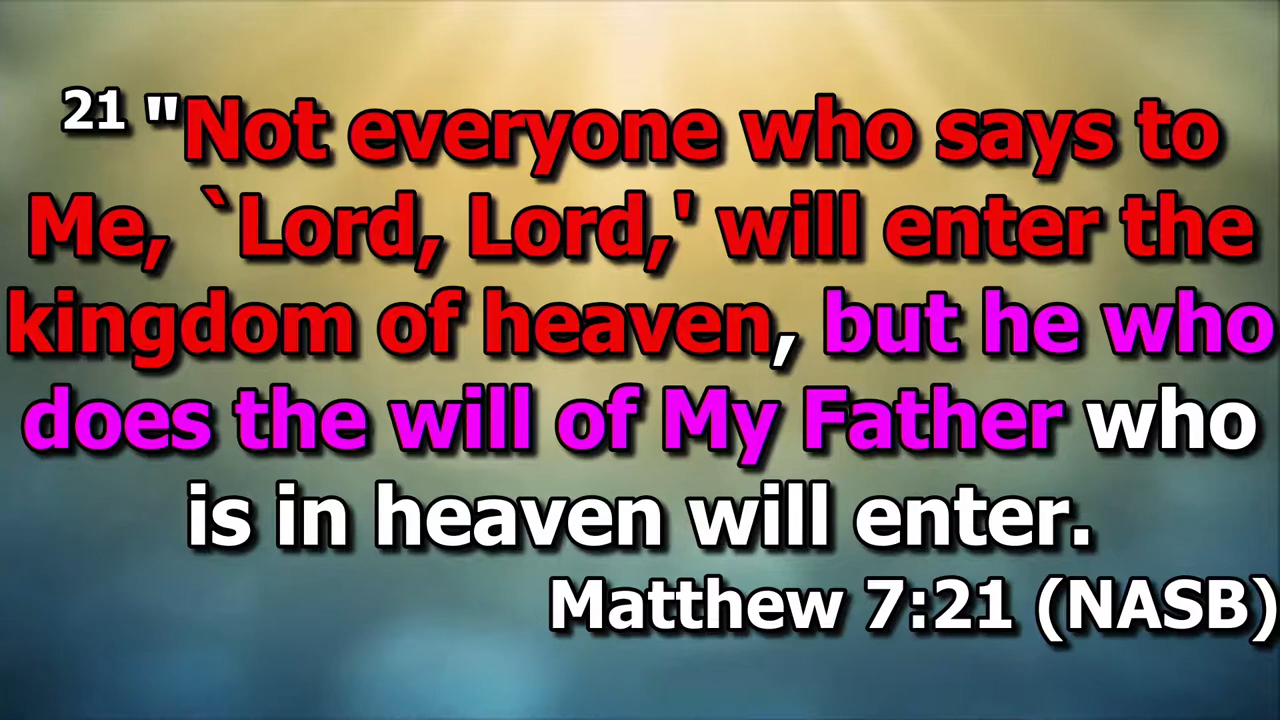 21 "Not everyone who says to
Me, `Lord, Lord,' will enter the
kingdom of heaven, but he who
does the will of My Father who
is in heaven will enter.
Matthew 7:21 (NASB)